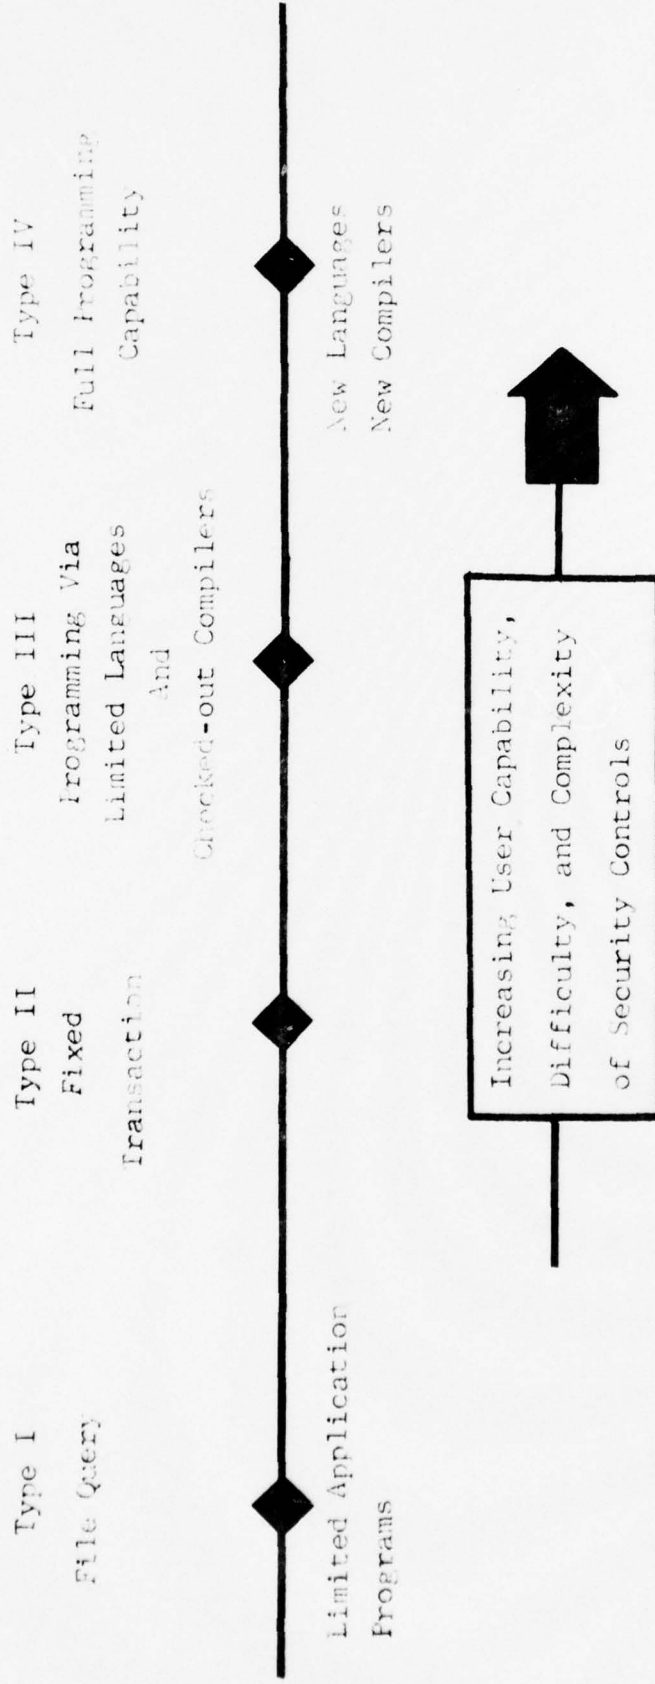 Type I
File Query
Type II
Fixed
Transaction
Type III
Programming Via
Limited Languages
And
Checked-out Compilers
Type IV
Full Programming
Capability
Limited Application
Programs
New Languages
New Compilers
Increasing User Capability,
Difficulty, and Complexity
of Security Controls